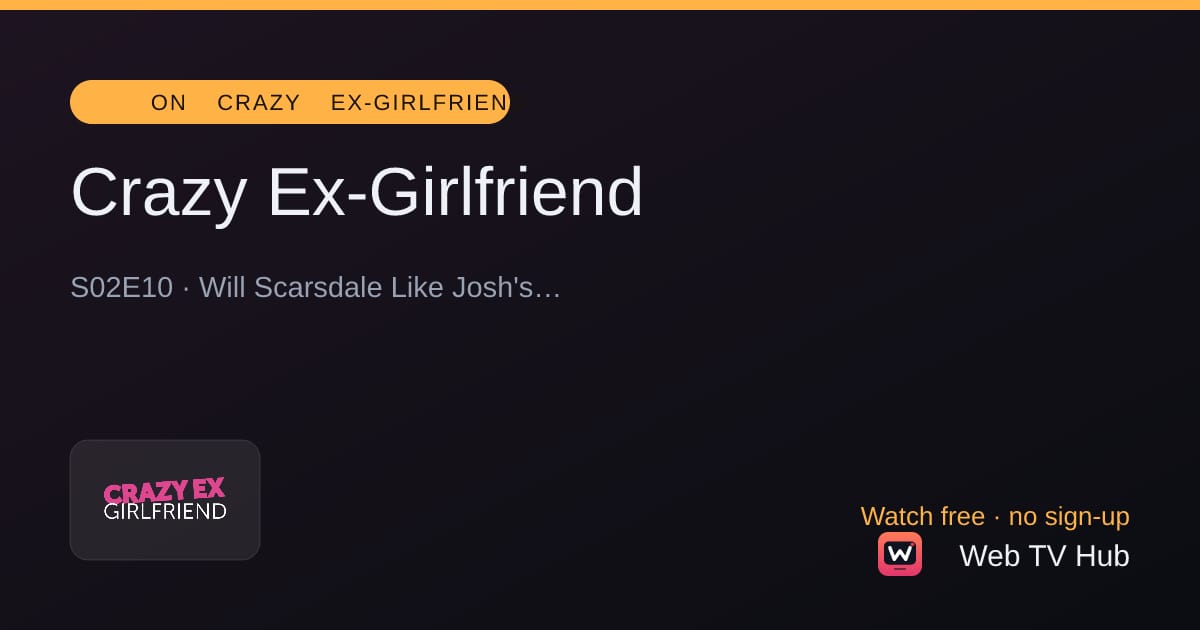 ON CRAZY EX-GIRLFRIEN
Crazy Ex-Girlfriend
S02E10 · Will Scarsdale Like Josh's…
CRAZY EX
GIRLFRIEND
Watch free · no sign-up
W
Web TV Hub